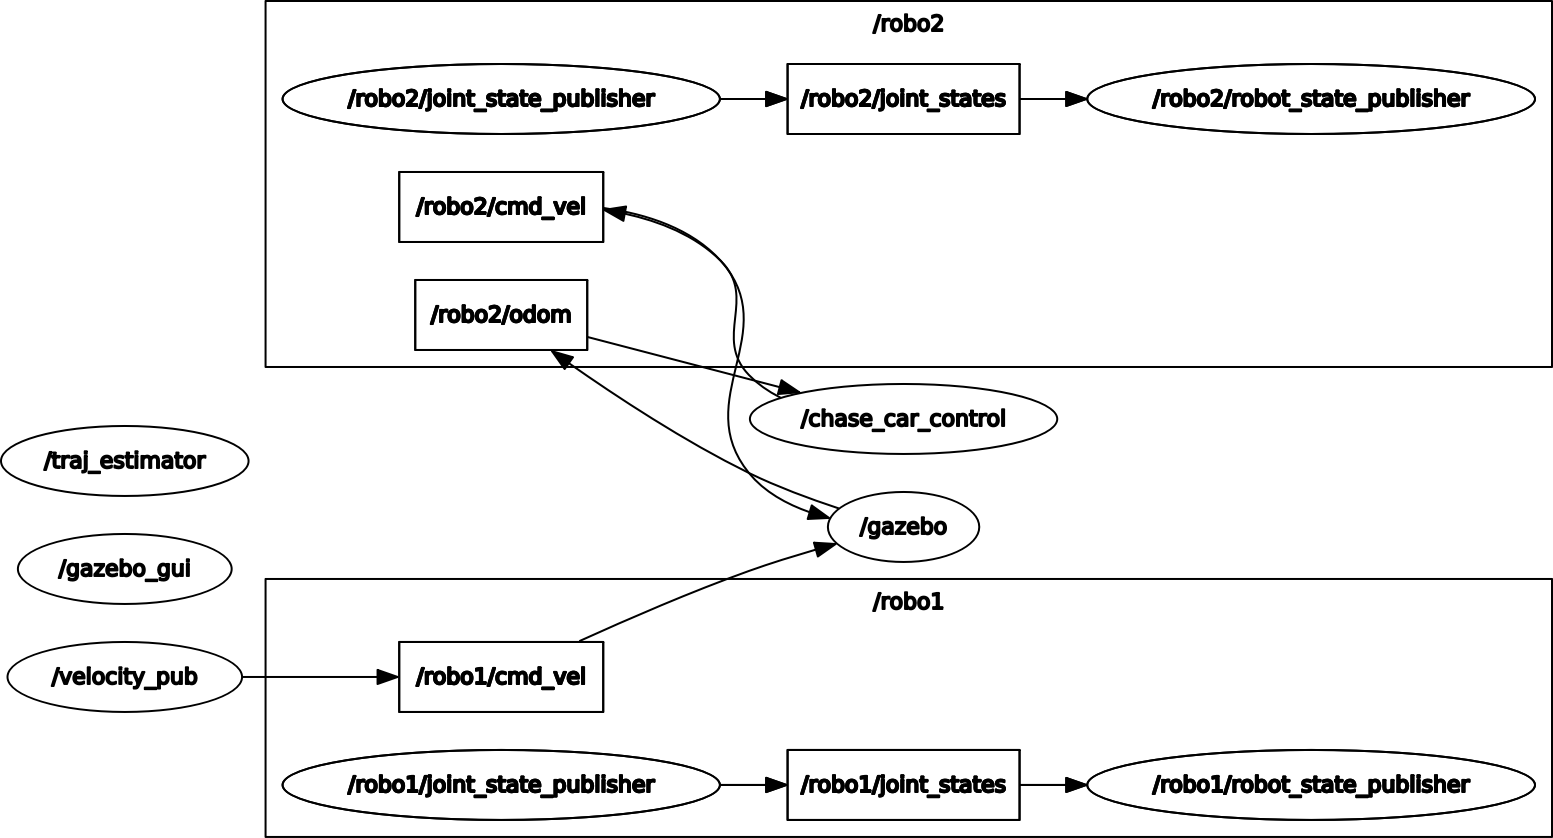 /robo2
/robo2/joint_state_publisher
/robo2/joint_states
/robo2/robot_state_publisher
/robo2/cmd_vel
/robo2/odom
/chase_car_control
/traj_estimator
/gazebo
/gazebo_gui
/robo1
/velocity_pub
/robo1/cmd_vel
/robo1/joint_state_publisher
/robo1/joint_states
/robo1/robot_state_publisher